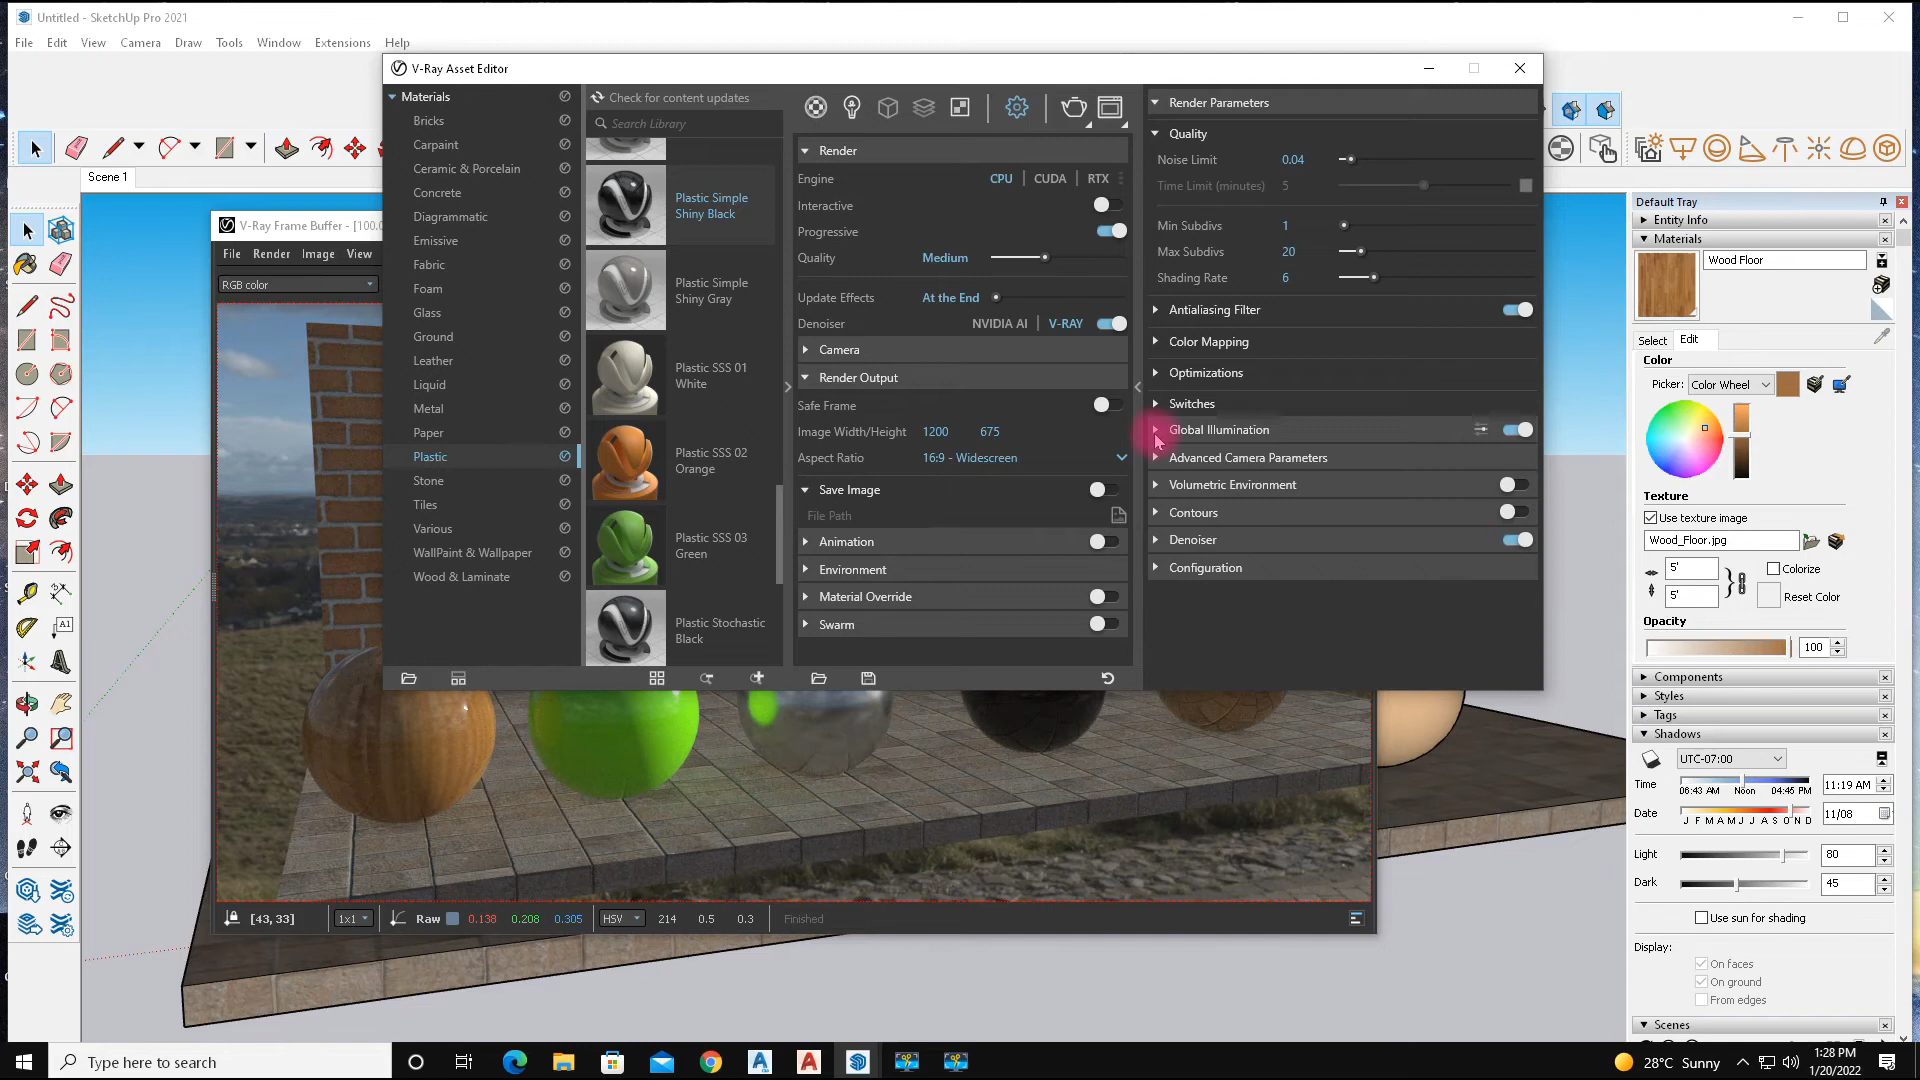 Untitled - SketchUp Pro 2021
File Edit View Camera Draw Tools Window Extensions Help
Scene 1
V-Ray Frame Buffer - [100.0
File Render Image View
RGB color
V-Ray Asset Editor
Materials
Bricks
Carpaint
Ceramic & Porcelain
Concrete
Diagrammatic
Emissive
Fabric
Foam
Glass
Ground
Leather
Liquid
Metal
Paper
Plastic
Stone
Tiles
Various
WallPaint & Wallpaper
Wood & Laminate
Check for content updates
Search Library
Plastic Simple
Shiny Black
Plastic Simple
Shiny Gray
Plastic SSS 01
White
Plastic SSS 02
Orange
Plastic SSS 03
Green
Plastic Stochastic
Black
Render
Engine CPU CUDA RTX
Interactive
Progressive
Quality Medium
Update Effects At the End
Denoiser NVIDIA AI V-RAY
Camera
Render Output
Safe Frame
Image Width/Height 1200 675
Aspect Ratio 16:9 - Widescreen
Save Image
File Path
Animation
Environment
Material Override
Swarm
Render Parameters
Quality
Noise Limit 0.04
Time Limit (minutes) 5
Min Subdivs 1
Max Subdivs 20
Shading Rate 6
Antialiasing Filter
Color Mapping
Optimizations
Switches
Global Illumination
Advanced Camera Parameters
Volumetric Environment
Contours
Denoiser
Configuration
[43, 33] 1x1 Raw 0.138 0.208 0.305 HSV 214 0.5 0.3 Finished
Default Tray
Entity Info
Materials
Wood Floor
Select Edit
Color
Picker: Color Wheel
Texture
Use texture image
Wood_Floor.jpg
5' Colorize
5' Reset Color
Opacity
100
Components
Styles
Tags
Shadows
UTC-07:00
Time 11:19 AM
06:43 AM Noon 04:45 PM
Date 11/08
J F M A M J J A S O N D
Light 80
Dark 45
Use sun for shading
Display:
On faces
On ground
From edges
Scenes
Type here to search
28°C Sunny
1:28 PM
1/20/2022